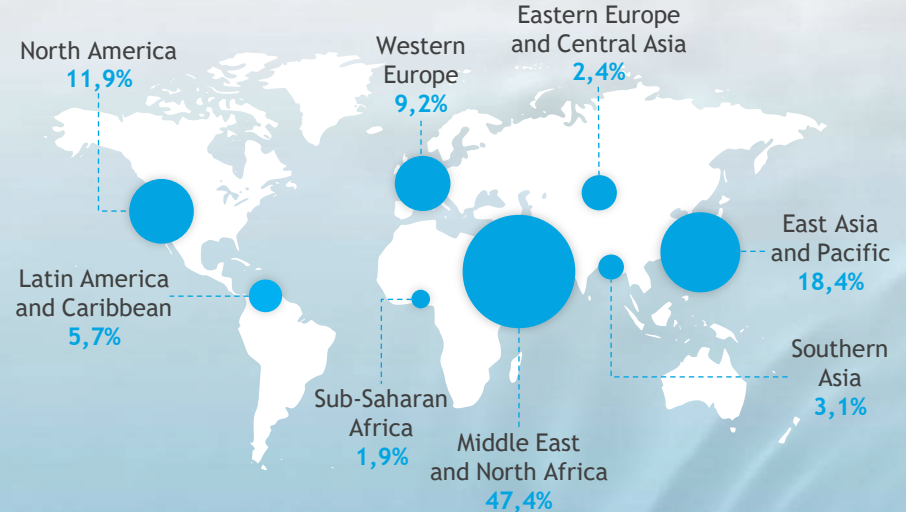 North America
11,9%
Western
Europe
9,2%
Eastern Europe
and Central Asia
2,4%
East Asia
and Pacific
18,4%
Latin America
and Caribbean
5,7%
Southern
Asia
3,1%
Sub-Saharan
Africa
1,9%
Middle East
and North Africa
47,4%